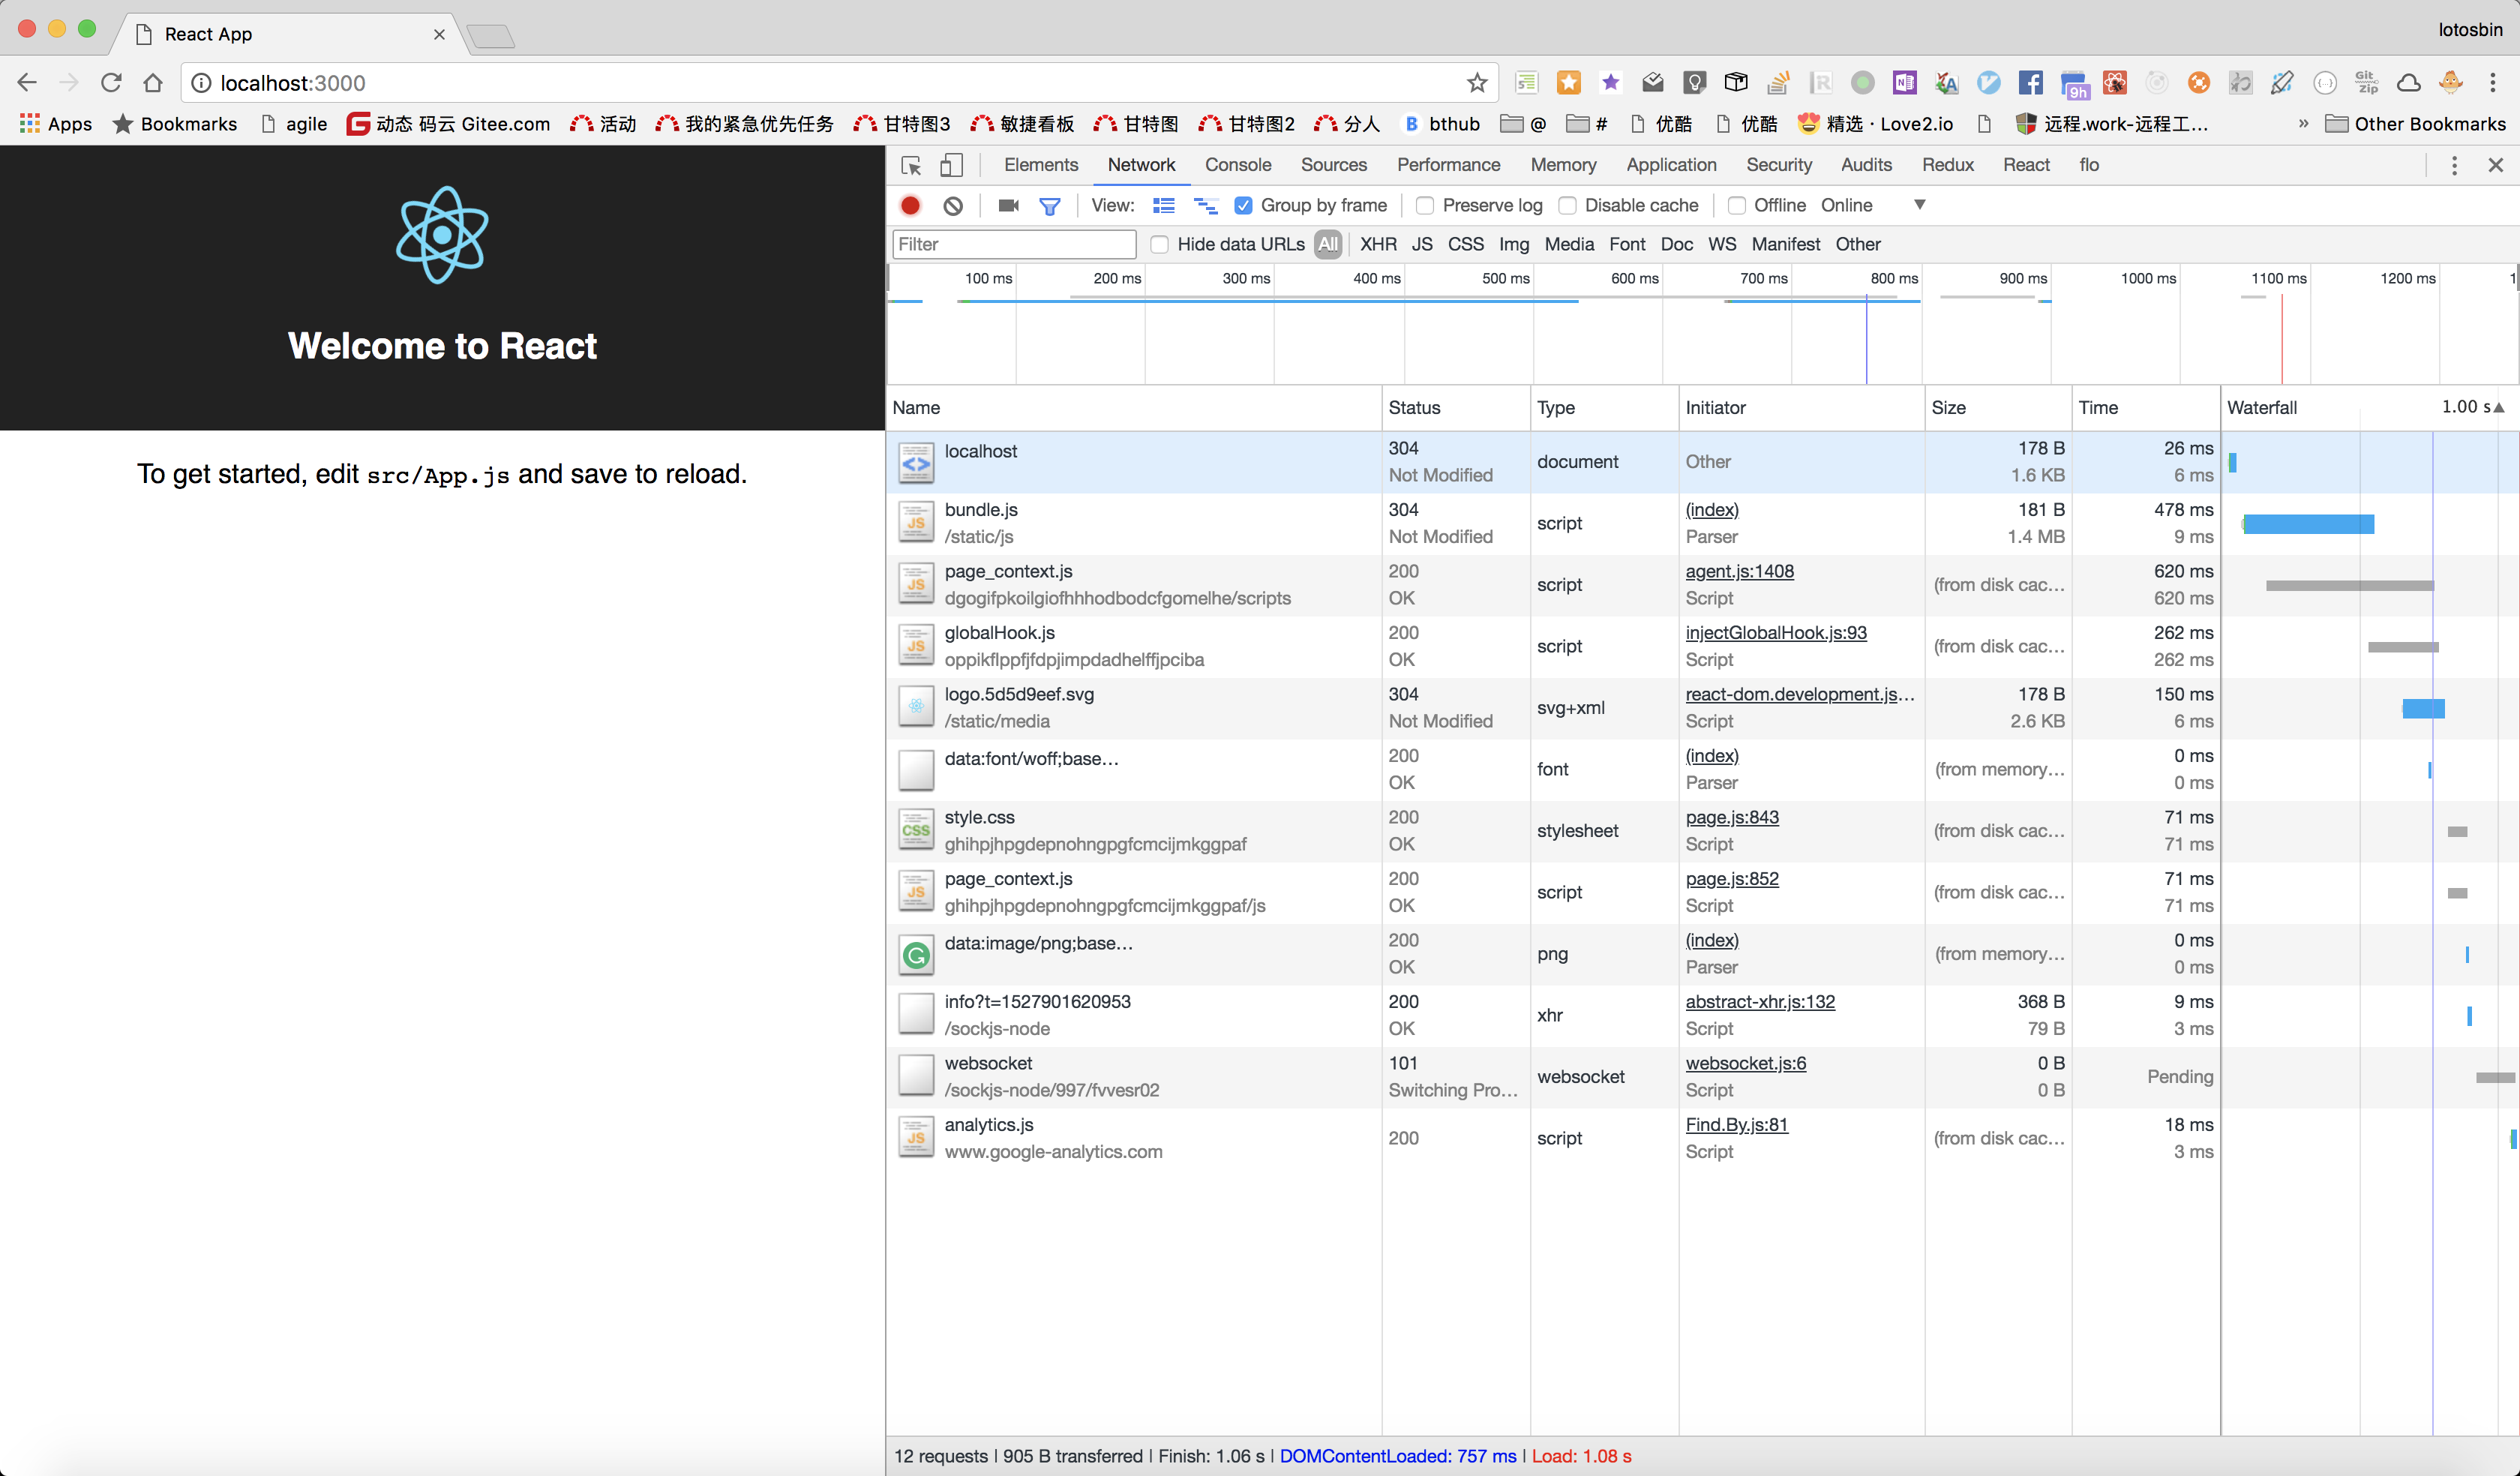 React App
lotosbin
localhost:3000
Apps Bookmarks agile 动态 码云 Gitee.com 活动 我的紧急优先任务 甘特图3 敏捷看板 甘特图 甘特图2 分人 bthub @ # 优酷 优酷 精选 · Love2.io 远程.work-远程工... » Other Bookmarks
Welcome to React
To get started, edit src/App.js and save to reload.
Elements Network Console Sources Performance Memory Application Security Audits Redux React flo
View: Group by frame Preserve log Disable cache Offline Online
Filter Hide data URLs All XHR JS CSS Img Media Font Doc WS Manifest Other
100 ms 200 ms 300 ms 400 ms 500 ms 600 ms 700 ms 800 ms 900 ms 1000 ms 1100 ms 1200 ms 1
Name Status Type Initiator Size Time Waterfall 1.00 s
localhost 304 Not Modified document Other 178 B 1.6 KB 26 ms 6 ms
bundle.js /static/js 304 Not Modified script (index) Parser 181 B 1.4 MB 478 ms 9 ms
page_context.js dgogifpkoilgiofhhhodbodcfgomelhe/scripts 200 OK script agent.js:1408 Script (from disk cac... 620 ms 620 ms
globalHook.js oppikflppfjfdpjimpdadhelffjpciba 200 OK script injectGlobalHook.js:93 Script (from disk cac... 262 ms 262 ms
logo.5d5d9eef.svg /static/media 304 Not Modified svg+xml react-dom.development.js... Script 178 B 2.6 KB 150 ms 6 ms
data:font/woff;base... 200 OK font (index) Parser (from memory... 0 ms 0 ms
style.css ghihpjhpgdepnohngpgfcmcijmkggpaf 200 OK stylesheet page.js:843 Script (from disk cac... 71 ms 71 ms
page_context.js ghihpjhpgdepnohngpgfcmcijmkggpaf/js 200 OK script page.js:852 Script (from disk cac... 71 ms 71 ms
data:image/png;base... 200 OK png (index) Parser (from memory... 0 ms 0 ms
info?t=1527901620953 /sockjs-node 200 OK xhr abstract-xhr.js:132 Script 368 B 79 B 9 ms 3 ms
websocket /sockjs-node/997/fvvesr02 101 Switching Pro... websocket websocket.js:6 Script 0 B 0 B Pending
analytics.js www.google-analytics.com 200 script Find.By.js:81 Script (from disk cac... 18 ms 3 ms
12 requests | 905 B transferred | Finish: 1.06 s | DOMContentLoaded: 757 ms | Load: 1.08 s